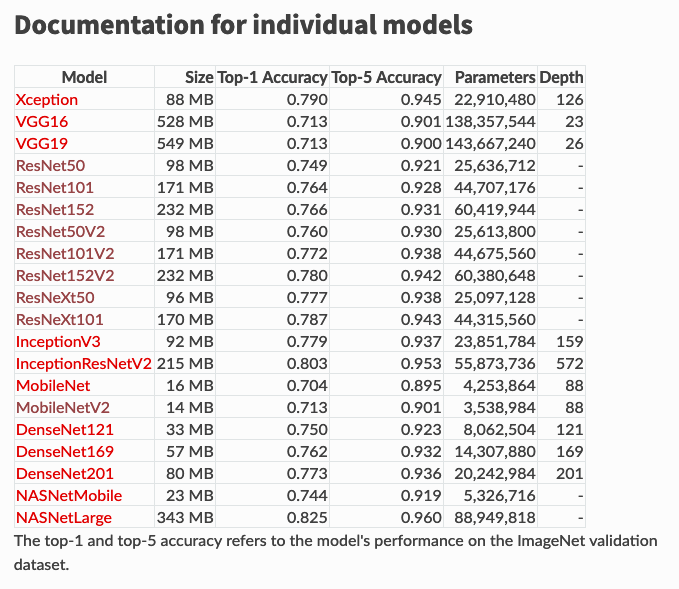 Documentation for individual models
Model Size Top-1 Accuracy Top-5 Accuracy Parameters Depth
Xception 88 MB 0.790 0.945 22,910,480 126
VGG16 528 MB 0.713 0.901 138,357,544 23
VGG19 549 MB 0.713 0.900 143,667,240 26
ResNet50 98 MB 0.749 0.921 25,636,712 -
ResNet101 171 MB 0.764 0.928 44,707,176 -
ResNet152 232 MB 0.766 0.931 60,419,944 -
ResNet50V2 98 MB 0.760 0.930 25,613,800 -
ResNet101V2 171 MB 0.772 0.938 44,675,560 -
ResNet152V2 232 MB 0.780 0.942 60,380,648 -
ResNeXt50 96 MB 0.777 0.938 25,097,128 -
ResNeXt101 170 MB 0.787 0.943 44,315,560 -
InceptionV3 92 MB 0.779 0.937 23,851,784 159
InceptionResNetV2 215 MB 0.803 0.953 55,873,736 572
MobileNet 16 MB 0.704 0.895 4,253,864 88
MobileNetV2 14 MB 0.713 0.901 3,538,984 88
DenseNet121 33 MB 0.750 0.923 8,062,504 121
DenseNet169 57 MB 0.762 0.932 14,307,880 169
DenseNet201 80 MB 0.773 0.936 20,242,984 201
NASNetMobile 23 MB 0.744 0.919 5,326,716 -
NASNetLarge 343 MB 0.825 0.960 88,949,818 -
The top-1 and top-5 accuracy refers to the model's performance on the ImageNet validation
dataset.